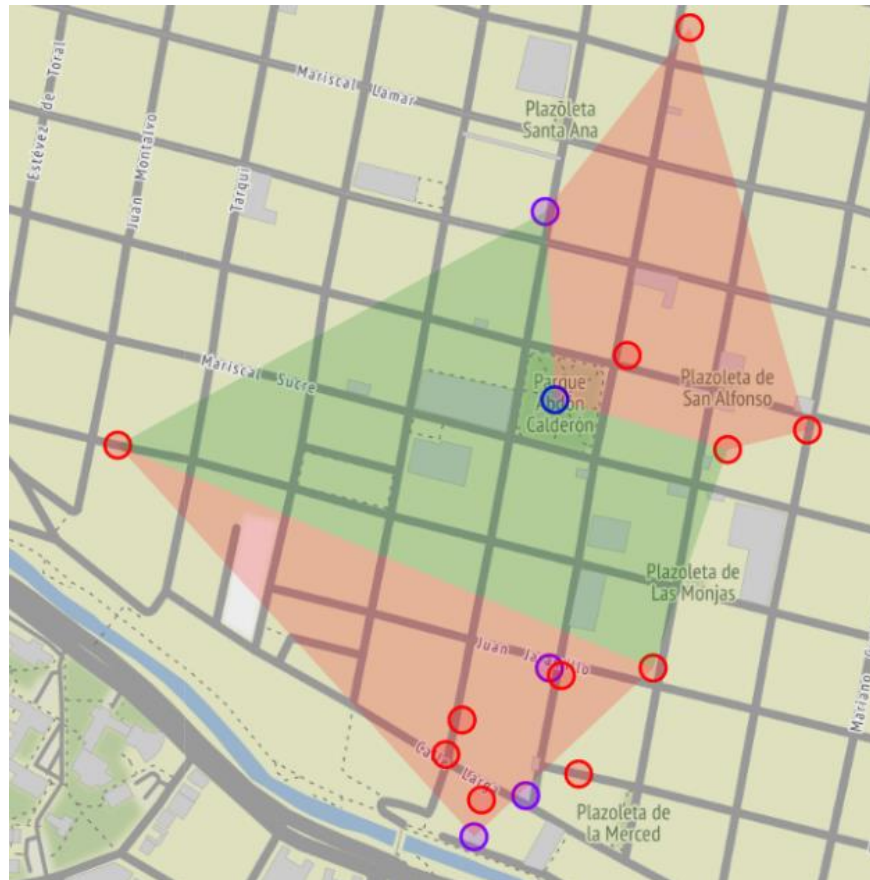 Mariscal Lamar
Estévez de Toral
Juan Montalvo
Tarqui
Plazoleta
Santa Ana
Mariscal Sucre
Parque
Abdón
Calderón
Plazoleta de
San Alfonso
Plazoleta de
Las Monjas
Juan Jaramillo
Mariano
Calle Larga
Plazoleta de
la Merced